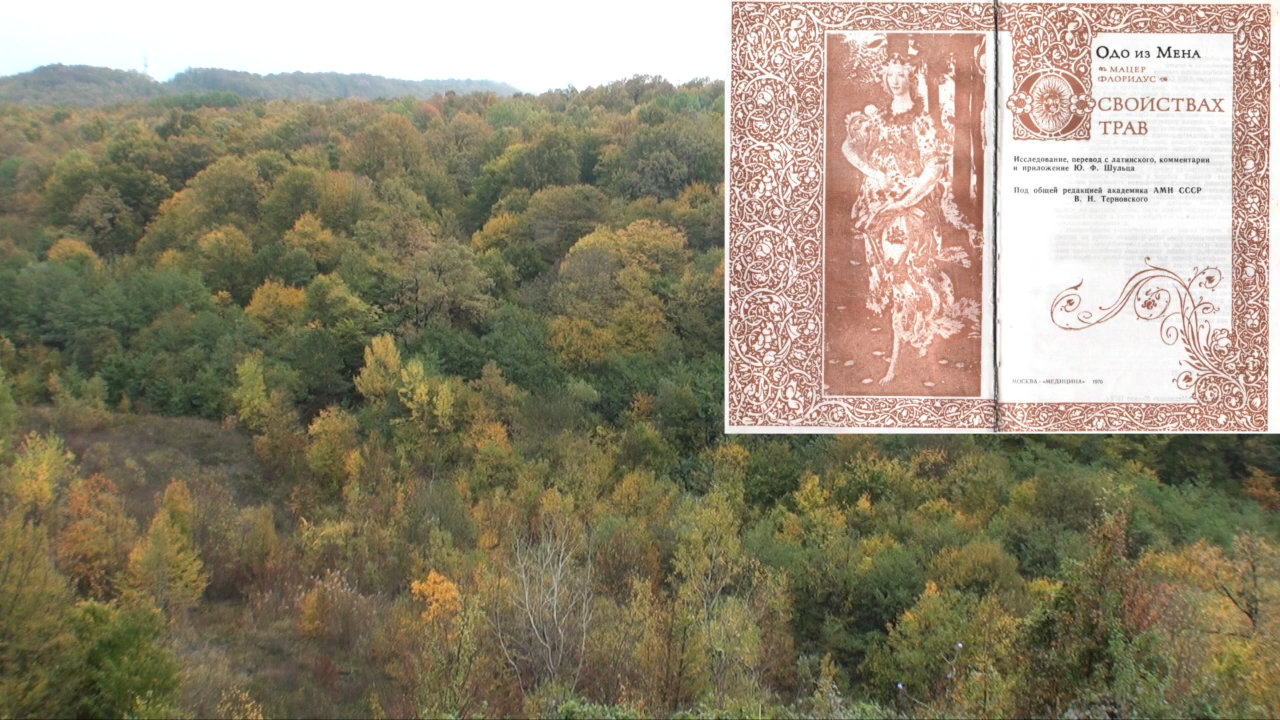 Одо из Мена
МАЦЕР
ФЛОРИДУС
О СВОЙСТВАХ
ТРАВ
Исследование, перевод с латинского, комментарии
и приложение Ю. Ф. Шульца
Под общей редакцией академика АМН СССР
В. Н. Терновского
МОСКВА · «МЕДИЦИНА» 1976